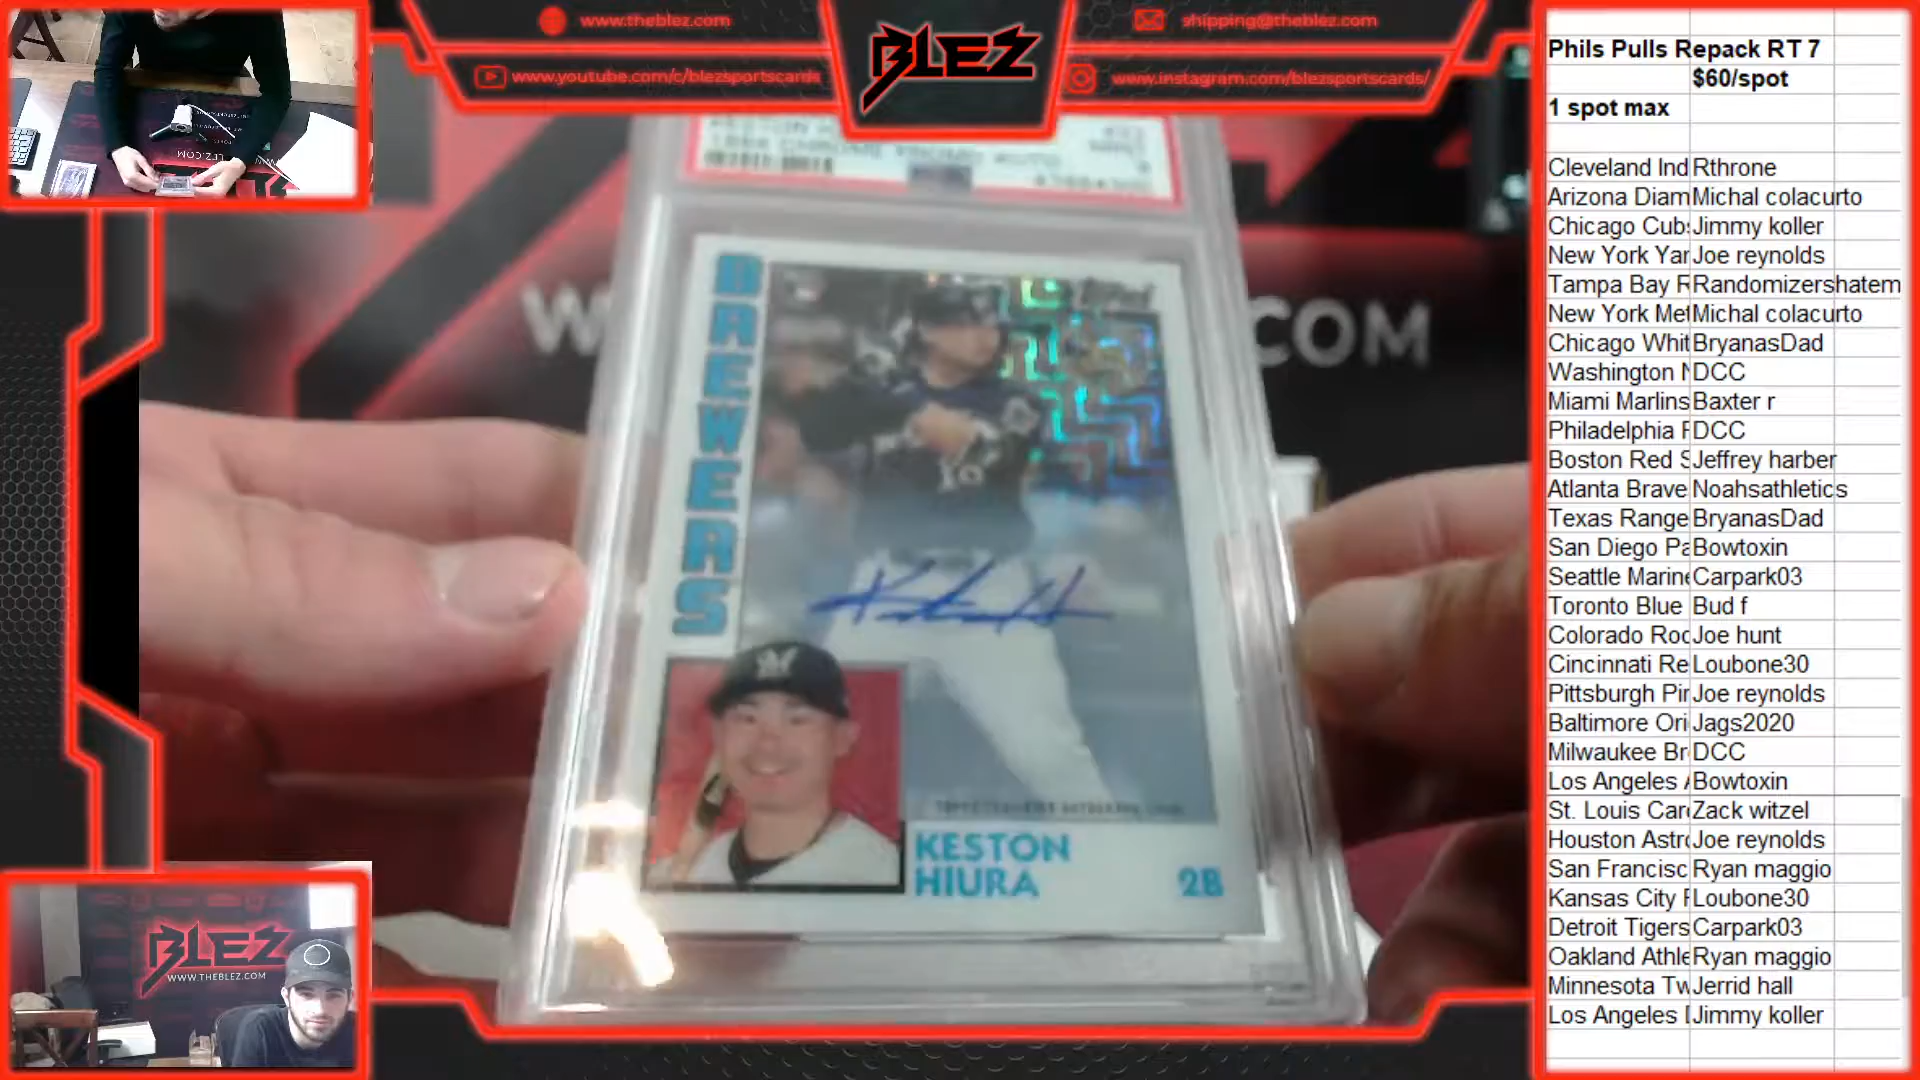 www.theblez.com
shipping@theblez.com
BLEZ
www.youtube.com/c/blezsportscards
www.instagram.com/blezsportscards/
COM
BREWERS
KESTON
HIURA
2B
BLEZ
WWW.THEBLEZ.COM
Phils Pulls Repack RT 7
$60/spot
1 spot max
Cleveland Ind Rthrone
Arizona Diam Michal colacurto
Chicago Cubs Jimmy koller
New York Yan Joe reynolds
Tampa Bay R Randomizershatem
New York Met Michal colacurto
Chicago Whit BryanasDad
Washington N DCC
Miami Marlins Baxter r
Philadelphia P DCC
Boston Red S Jeffrey harber
Atlanta Brave Noahsathletics
Texas Range BryanasDad
San Diego Pa Bowtoxin
Seattle Marine Carpark03
Toronto Blue Bud f
Colorado Roc Joe hunt
Cincinnati Re Loubone30
Pittsburgh Pir Joe reynolds
Baltimore Ori Jags2020
Milwaukee Br DCC
Los Angeles A Bowtoxin
St. Louis Card Zack witzel
Houston Astro Joe reynolds
San Francisc Ryan maggio
Kansas City R Loubone30
Detroit Tigers Carpark03
Oakland Athle Ryan maggio
Minnesota Tw Jerrid hall
Los Angeles D Jimmy koller